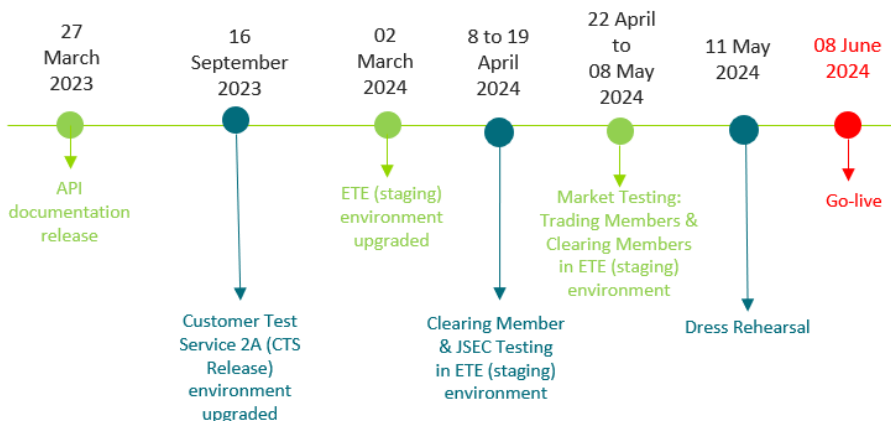 27
March
2023
16
September
2023
02
March
2024
8 to 19
April
2024
22 April
to
08 May
2024
11 May
2024
08 June
2024
API
documentation
release
Customer Test
Service 2A (CTS
Release)
environment
upgraded
ETE (staging)
environment
upgraded
Clearing Member
& JSEC Testing
in ETE (staging)
environment
Market Testing:
Trading Members &
Clearing Members
in ETE (staging)
environment
Dress Rehearsal
Go-live